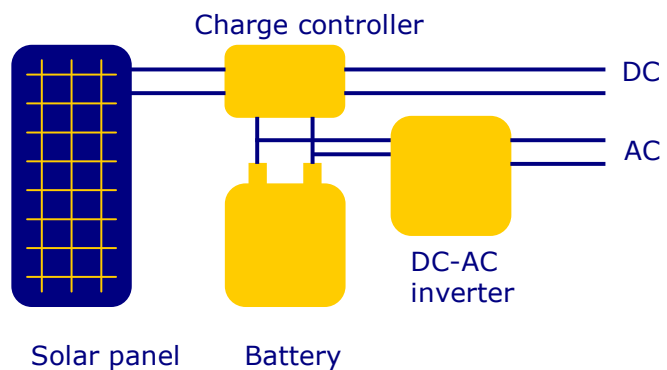 Charge controller
DC
AC
DC-AC
inverter
Solar panel
Battery